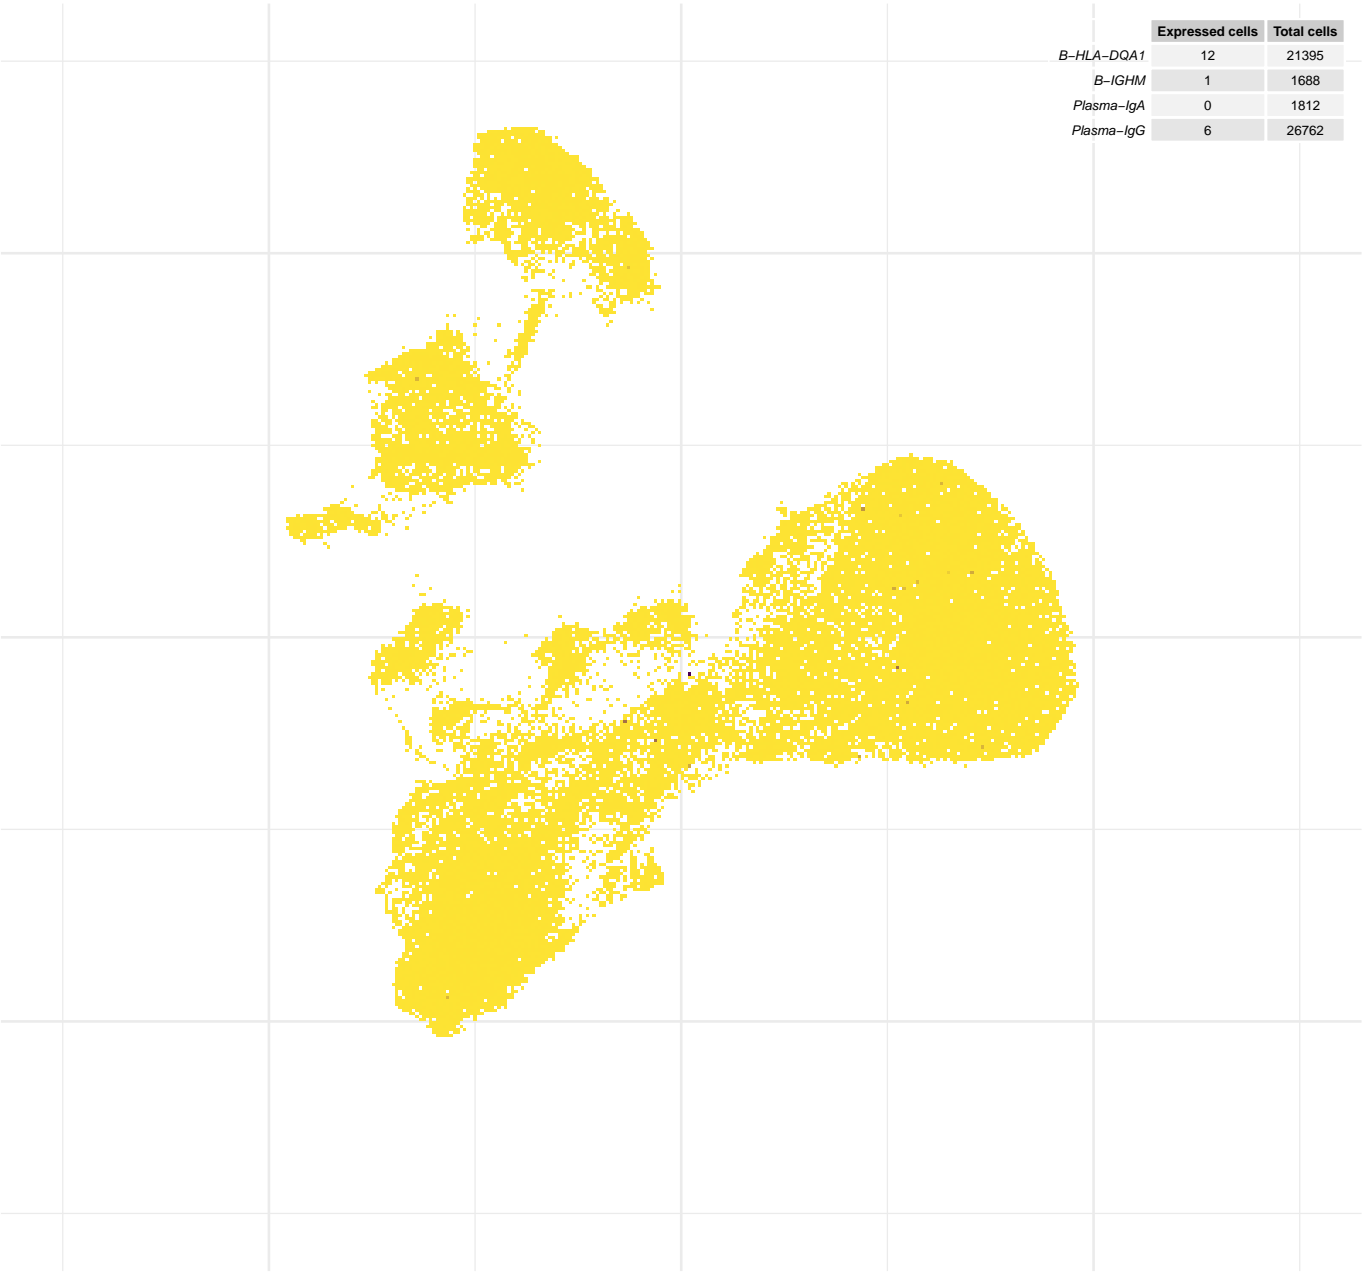 Expressed cells Total cells
B−HLA−DQA1 12 21395
B−IGHM 1 1688
Plasma−IgA 0 1812
Plasma−IgG 6 26762